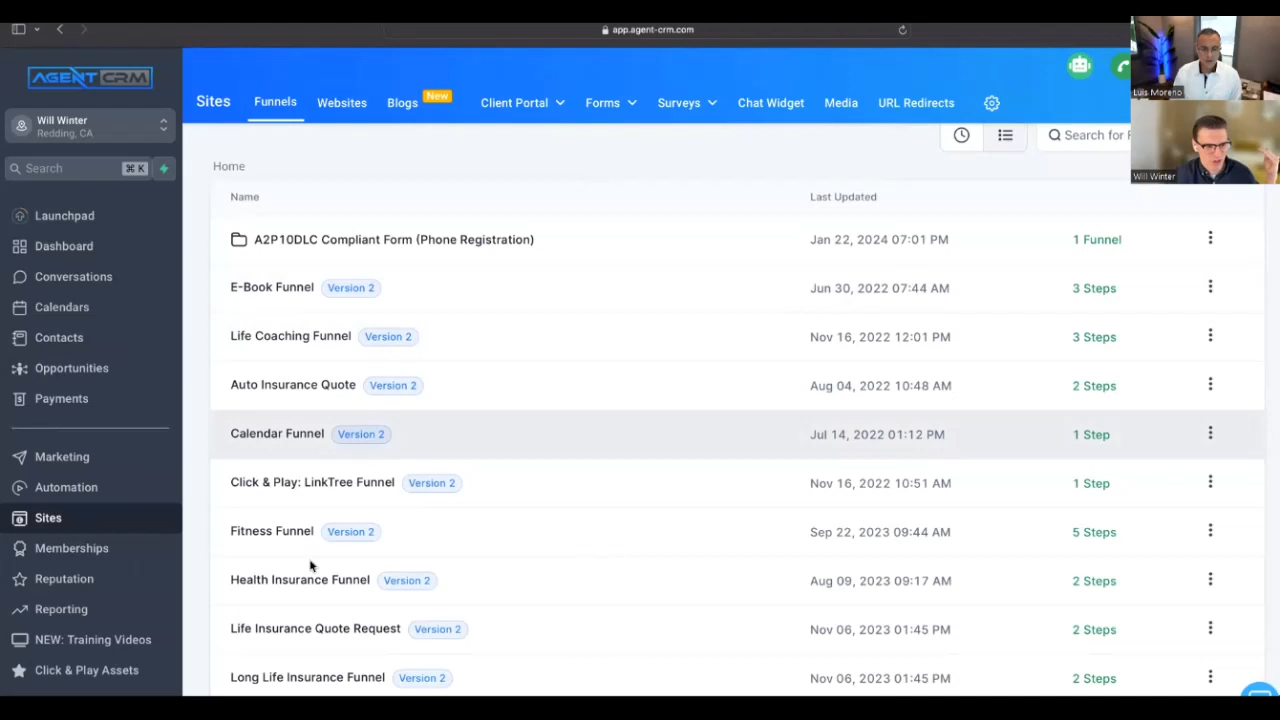 app.agent-crm.com
AGENT CRM
Will Winter
Redding, CA
Search ⌘ K
Launchpad
Dashboard
Conversations
Calendars
Contacts
Opportunities
Payments
Marketing
Automation
Sites
Memberships
Reputation
Reporting
NEW: Training Videos
Click & Play Assets
Sites Funnels Websites Blogs New Client Portal Forms Surveys Chat Widget Media URL Redirects
Search for
Home
Name Last Updated
A2P10DLC Compliant Form (Phone Registration) Jan 22, 2024 07:01 PM 1 Funnel
E-Book Funnel Version 2 Jun 30, 2022 07:44 AM 3 Steps
Life Coaching Funnel Version 2 Nov 16, 2022 12:01 PM 3 Steps
Auto Insurance Quote Version 2 Aug 04, 2022 10:48 AM 2 Steps
Calendar Funnel Version 2 Jul 14, 2022 01:12 PM 1 Step
Click & Play: LinkTree Funnel Version 2 Nov 16, 2022 10:51 AM 1 Step
Fitness Funnel Version 2 Sep 22, 2023 09:44 AM 5 Steps
Health Insurance Funnel Version 2 Aug 09, 2023 09:17 AM 2 Steps
Life Insurance Quote Request Version 2 Nov 06, 2023 01:45 PM 2 Steps
Long Life Insurance Funnel Version 2 Nov 06, 2023 01:45 PM 2 Steps
Luis Moreno
Will Winter